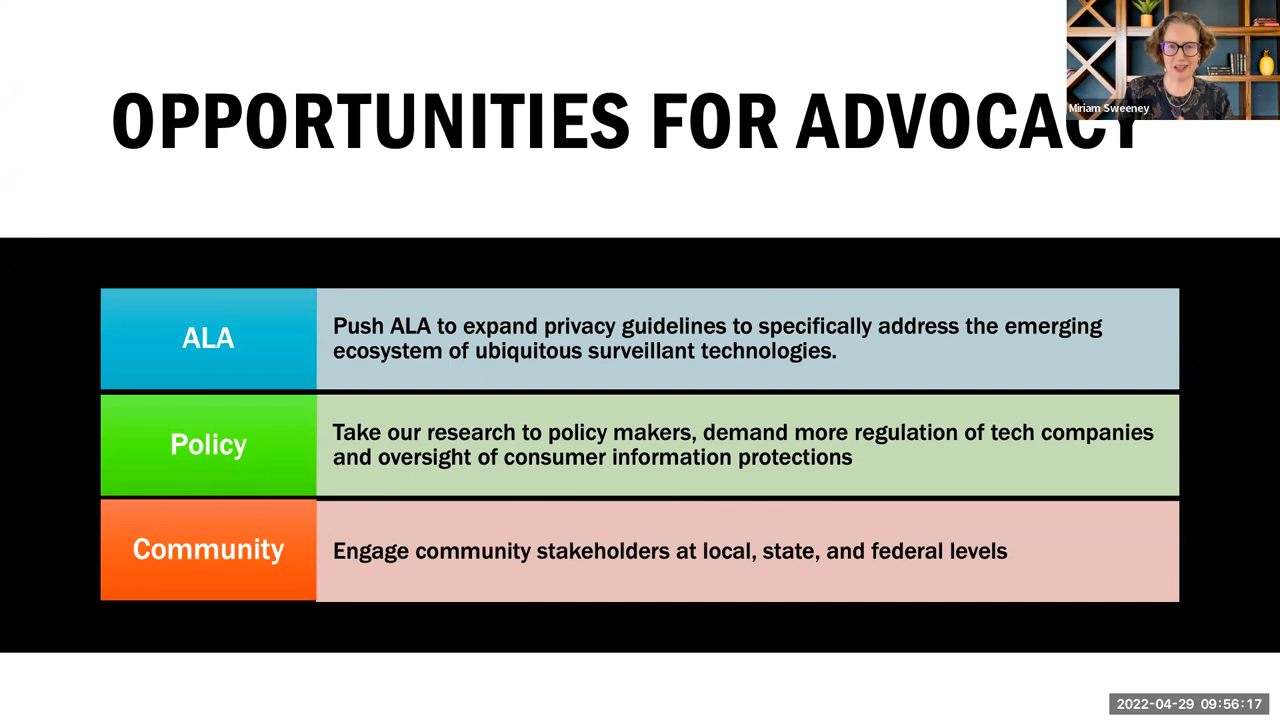 Miriam Sweeney
OPPORTUNITIES FOR ADVOCACY
ALA
Push ALA to expand privacy guidelines to specifically address the emerging
ecosystem of ubiquitous surveillant technologies.
Policy
Take our research to policy makers, demand more regulation of tech companies
and oversight of consumer information protections
Community
Engage community stakeholders at local, state, and federal levels
2022-04-29 09:56:17